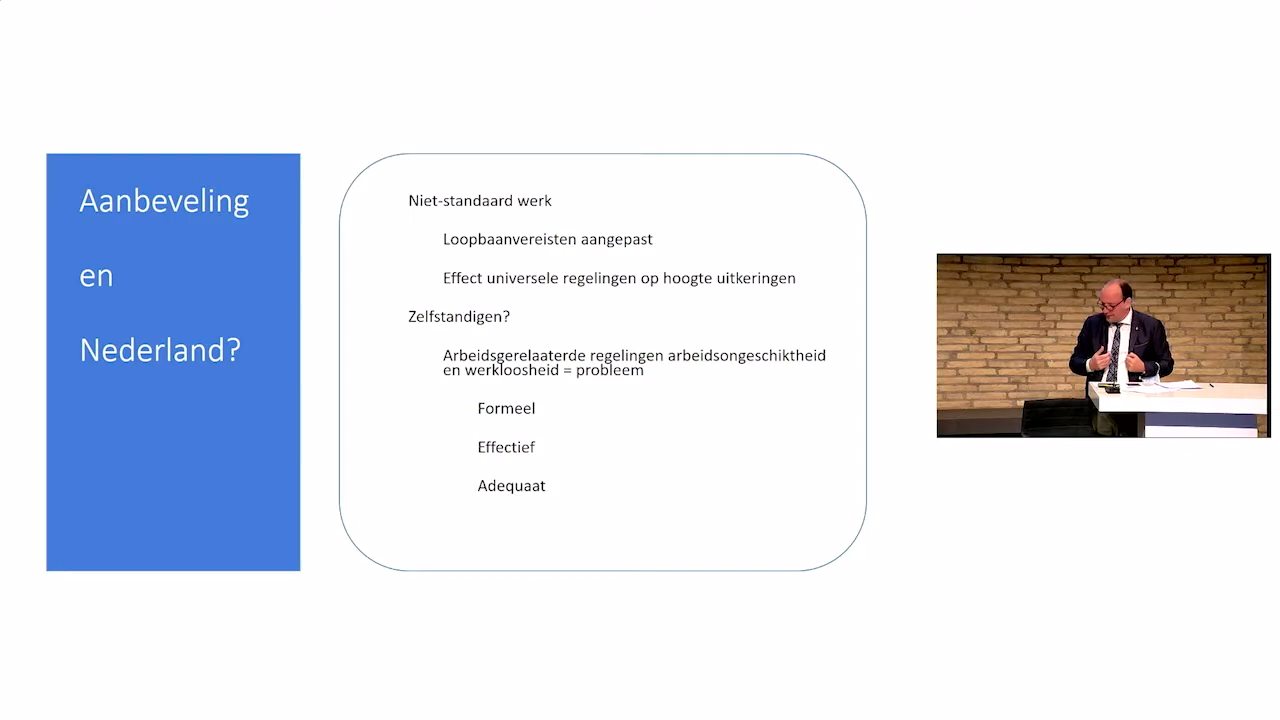 Aanbeveling
en
Nederland?
Niet-standaard werk
Loopbaanvereisten aangepast
Effect universele regelingen op hoogte uitkeringen
Zelfstandigen?
Arbeidsgerelaaterde regelingen arbeidsongeschiktheid
en werkloosheid = probleem
Formeel
Effectief
Adequaat